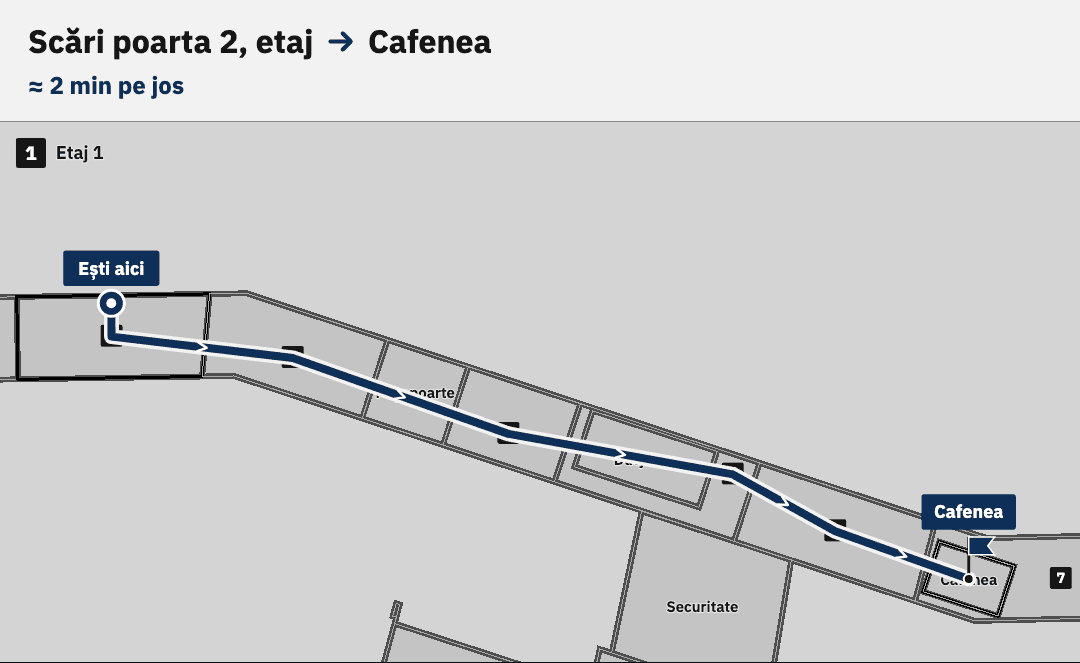 Scări poarta 2, etaj → Cafenea
≈ 2 min pe jos
1 Etaj 1
Ești aici
Cafenea
7
Securitate